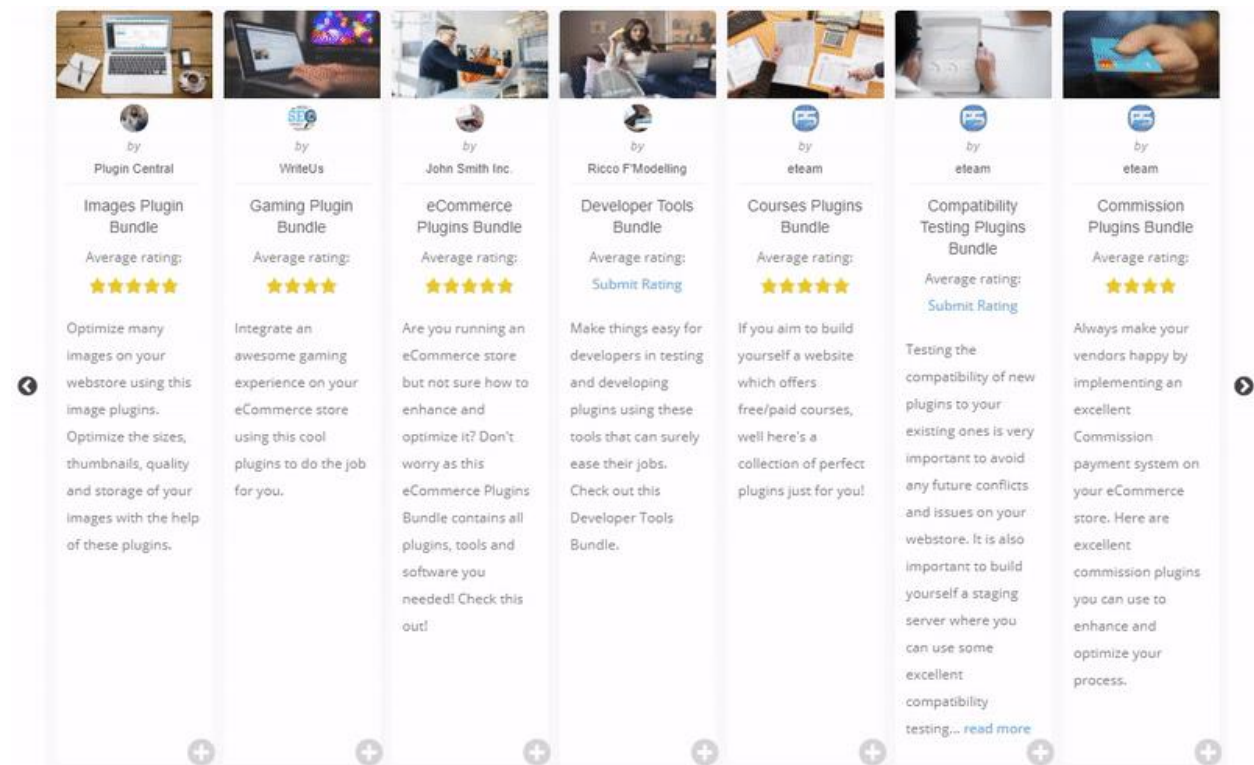 SEO
by
Plugin Central
Images Plugin
Bundle
Average rating:
Optimize many
images on your
webstore using this
image plugins.
Optimize the sizes,
thumbnails, quality
and storage of your
images with the help
of these plugins.
by
WriteUs
Gaming Plugin
Bundle
Average rating:
Integrate an
awesome gaming
experience on your
eCommerce store
using this cool
plugins to do the job
for you.
by
John Smith Inc.
eCommerce
Plugins Bundle
Average rating:
Are you running an
eCommerce store
but not sure how to
enhance and
optimize it? Don't
worry as this
eCommerce Plugins
Bundle contains all
plugins, tools and
software you
needed! Check this
out!
by
Ricco F'Modelling
Developer Tools
Bundle
Average rating:
Submit Rating
Make things easy for
developers in testing
and developing
plugins using these
tools that can surely
ease their jobs.
Check out this
Developer Tools
Bundle.
PS
by
eteam
Courses Plugins
Bundle
Average rating:
If you aim to build
yourself a website
which offers
free/paid courses,
well here's a
collection of perfect
plugins just for you!
PS
by
eteam
Compatibility
Testing Plugins
Bundle
Average rating:
Submit Rating
Testing the
compatibility of new
plugins to your
existing ones is very
important to avoid
any future conflicts
and issues on your
webstore. It is also
important to build
yourself a staging
server where you
can use some
excellent
compatibility
testing... read more
PS
by
eteam
Commission
Plugins Bundle
Average rating:
Always make your
vendors happy by
implementing an
excellent
Commission
payment system on
your eCommerce
store. Here are
excellent
commission plugins
you can use to
enhance and
optimize your
process.